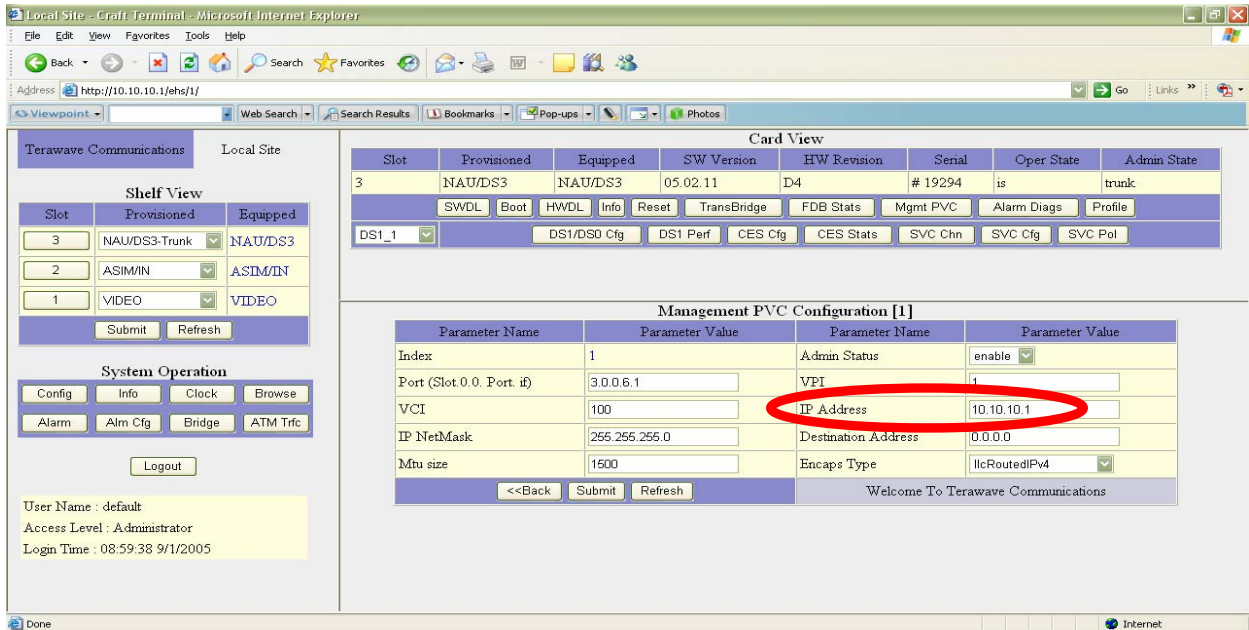 Local Site - Craft Terminal - Microsoft Internet Explorer
File Edit View Favorites Tools Help
Back Search Favorites
Address http://10.10.10.1/ehs/1/ Go Links »
Viewpoint Web Search Search Results Bookmarks Pop-ups Photos
Terawave Communications Local Site
Shelf View
Slot Provisioned Equipped
3 NAU/DS3-Trunk NAU/DS3
2 ASIM/IN ASIM/IN
1 VIDEO VIDEO
Submit Refresh
System Operation
Config Info Clock Browse
Alarm Alm Cfg Bridge ATM Trfc
Logout
User Name : default
Access Level : Administrator
Login Time : 08:59:38 9/1/2005
Card View
Slot Provisioned Equipped SW Version HW Revision Serial Oper State Admin State
3 NAU/DS3 NAU/DS3 05.02.11 D4 # 19294 is trunk
SWDL Boot HWDL Info Reset TransBridge FDB Stats Mgmt PVC Alarm Diags Profile
DS1_1 DS1/DS0 Cfg DS1 Perf CES Cfg CES Stats SVC Chn SVC Cfg SVC Pol
Management PVC Configuration [1]
Parameter Name Parameter Value Parameter Name Parameter Value
Index 1 Admin Status enable
Port (Slot.0.0. Port. if) 3.0.0.6.1 VPI 1
VCI 100 IP Address 10.10.10.1
IP NetMask 255.255.255.0 Destination Address 0.0.0.0
Mtu size 1500 Encaps Type llcRoutedIPv4
<<Back Submit Refresh Welcome To Terawave Communications
Done Internet